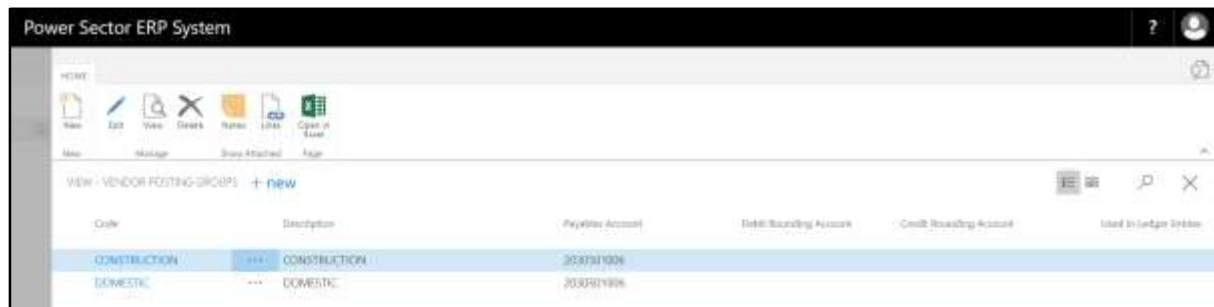 Power Sector ERP System ?
HOME
New Edit View Delete Notes Links Open in Excel
New Manage Show Attached Page
VIEW - VENDOR POSTING GROUPS + new
Code Description Payables Account Debit Rounding Account Credit Rounding Account Used in Ledger Entries
CONSTRUCTION ... CONSTRUCTION
DOMESTIC ... DOMESTIC